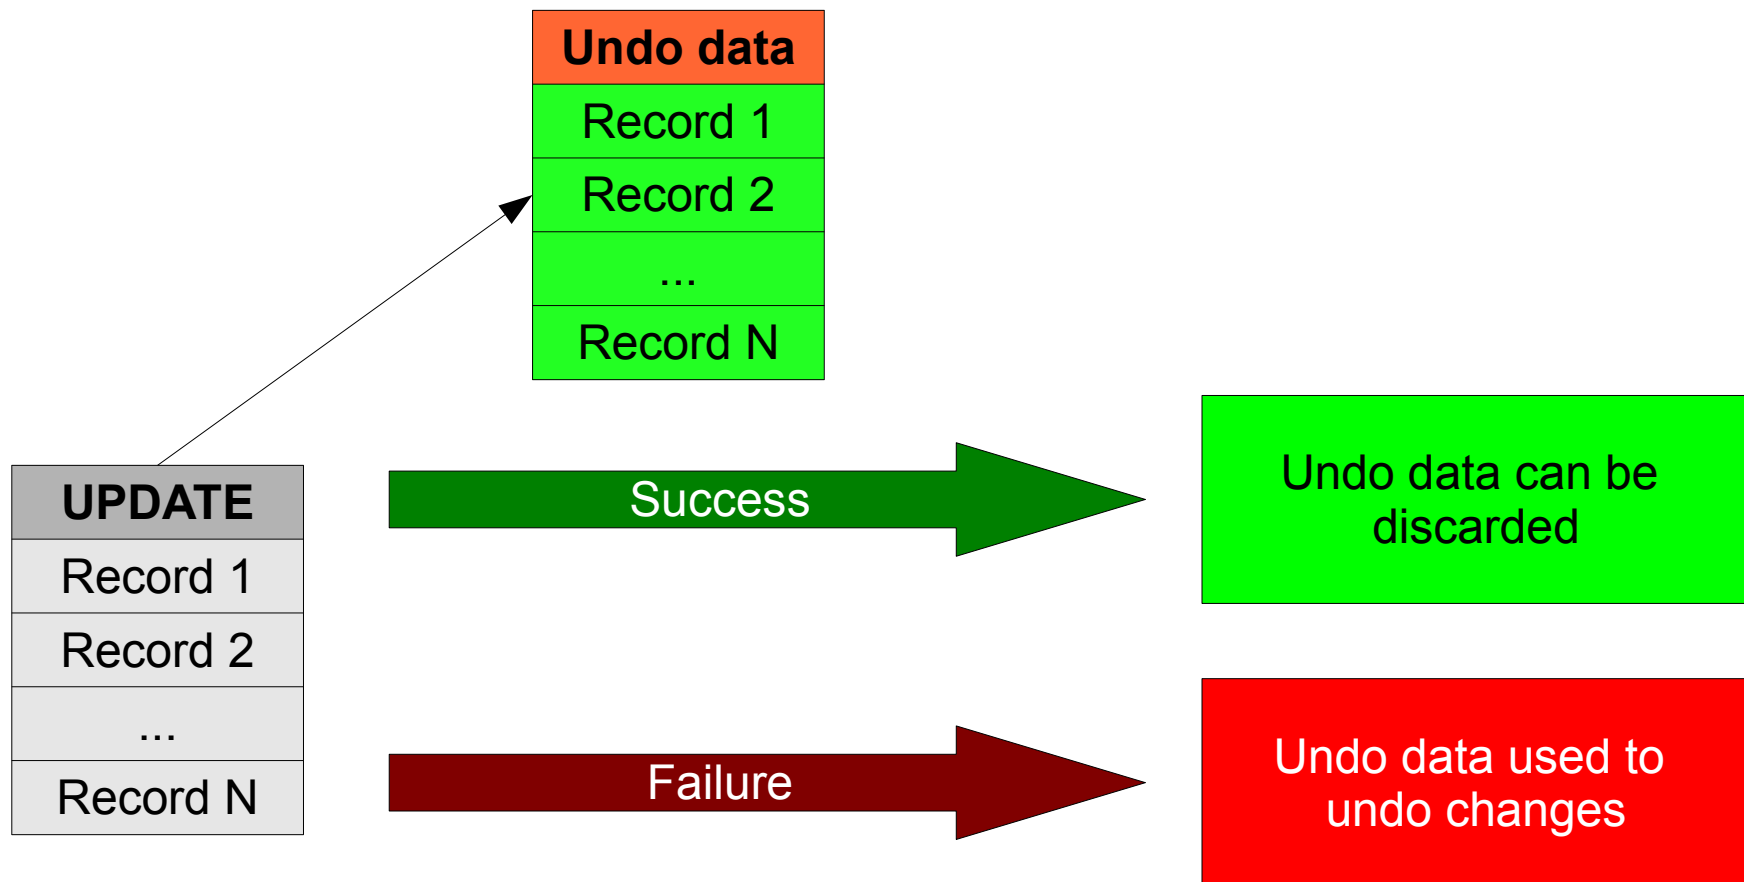 Undo data
Record 1
Record 2
...
Record N
UPDATE
Record 1
Record 2
...
Record N
Success
Undo data can be
discarded
Failure
Undo data used to
undo changes